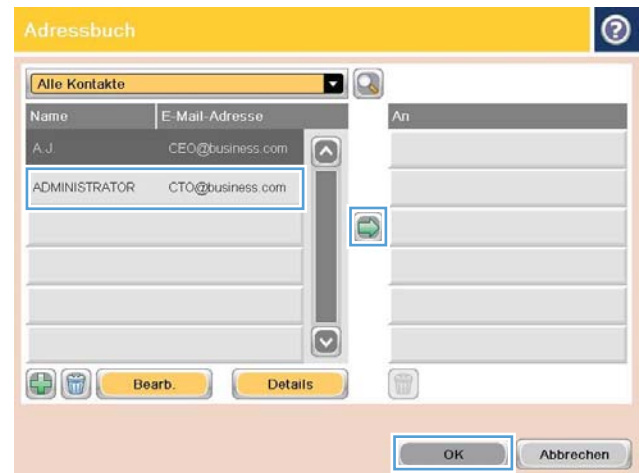 Adressbuch
?
Alle Kontakte
Name E-Mail-Adresse An
A.J. CEO@business.com
ADMINISTRATOR CTO@business.com
Bearb. Details
OK Abbrechen